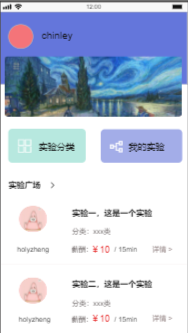 12:00
chinley
实验分类
我的实验
实验广场 >
实验一，这是一个实验
分类：xxx类
holyzheng
薪酬：¥ 10 / 15min
详情 >
实验二，这是一个实验
分类：xxx类
holyzheng
薪酬：¥ 10 / 15min
详情 >